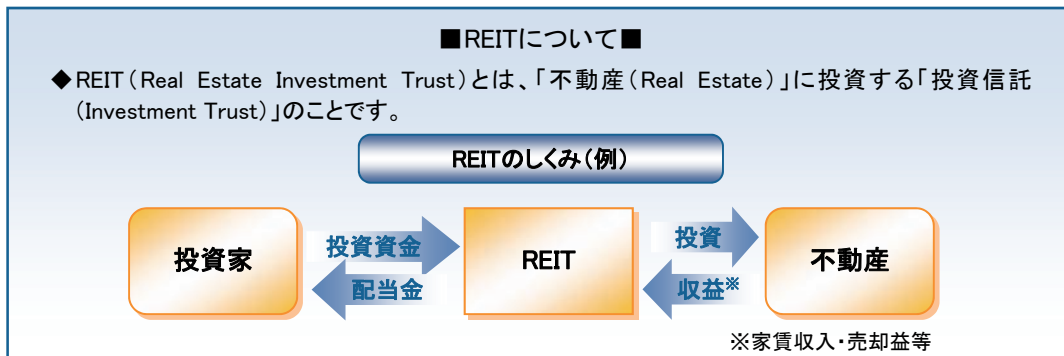 ■REITについて■
◆REIT(Real Estate Investment Trust)とは、「不動産(Real Estate)」に投資する「投資信託
(Investment Trust)」のことです。
REITのしくみ(例)
投資家
投資資金
配当金
REIT
投資
収益※
不動産
※家賃収入・売却益等